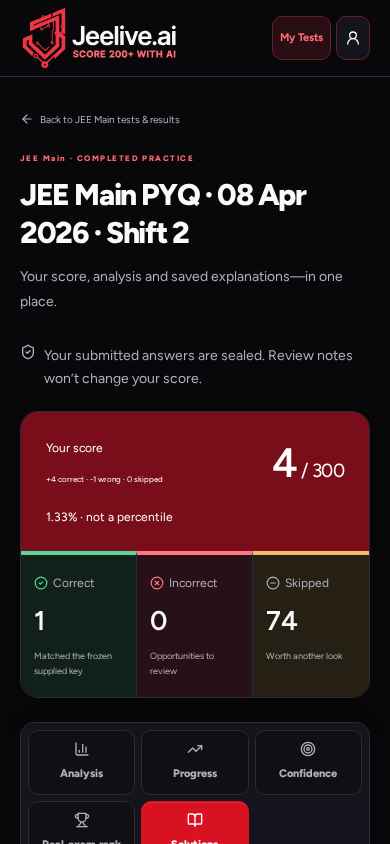 Jeelive.ai
SCORE 200+ WITH AI
My Tests
Back to JEE Main tests & results
JEE Main · COMPLETED PRACTICE
JEE Main PYQ · 08 Apr
2026 · Shift 2
Your score, analysis and saved explanations—in one
place.
Your submitted answers are sealed. Review notes
won't change your score.
Your score
+4 correct · -1 wrong · 0 skipped
1.33% · not a percentile
4 / 300
Correct
1
Matched the frozen
supplied key
Incorrect
0
Opportunities to
review
Skipped
74
Worth another look
Analysis
Progress
Confidence
Real exam rank
Solutions